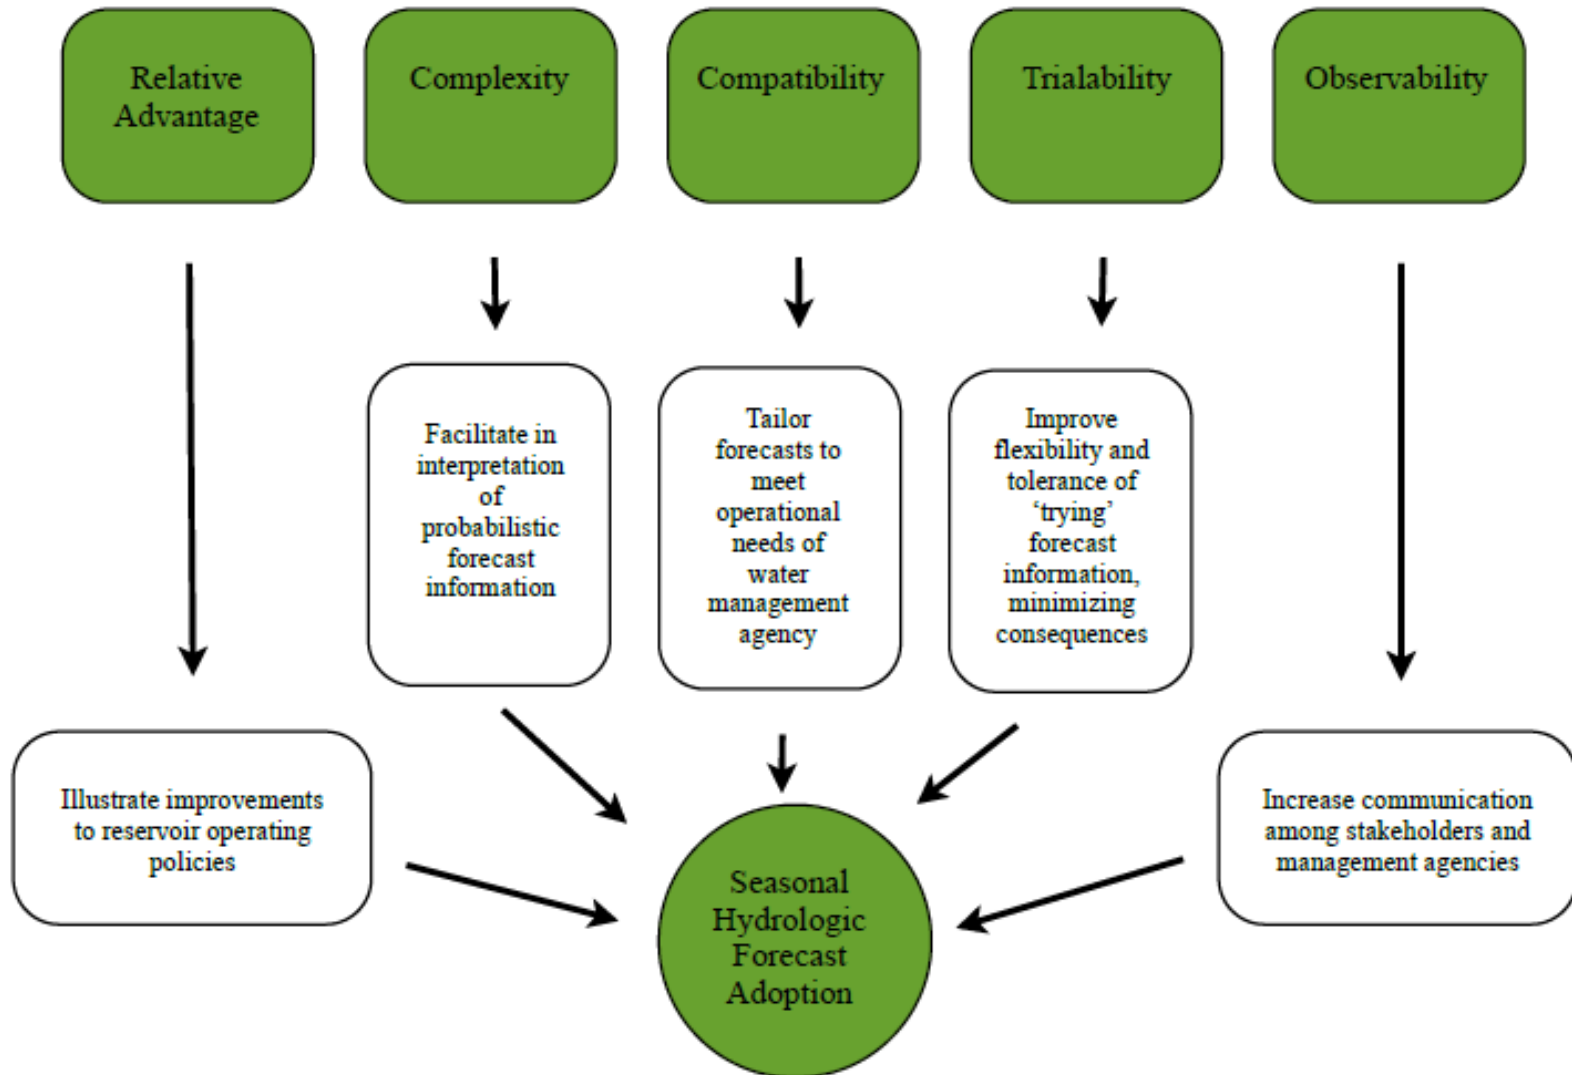 Relative
Advantage
Complexity
Compatibility
Trialability
Observability
Facilitate in
interpretation
of
probabilistic
forecast
information
Tailor
forecasts to
meet
operational
needs of
water
management
agency
Improve
flexibility and
tolerance of
‘trying’
forecast
information,
minimizing
consequences
Illustrate improvements
to reservoir operating
policies
Increase communication
among stakeholders and
management agencies
Seasonal
Hydrologic
Forecast
Adoption